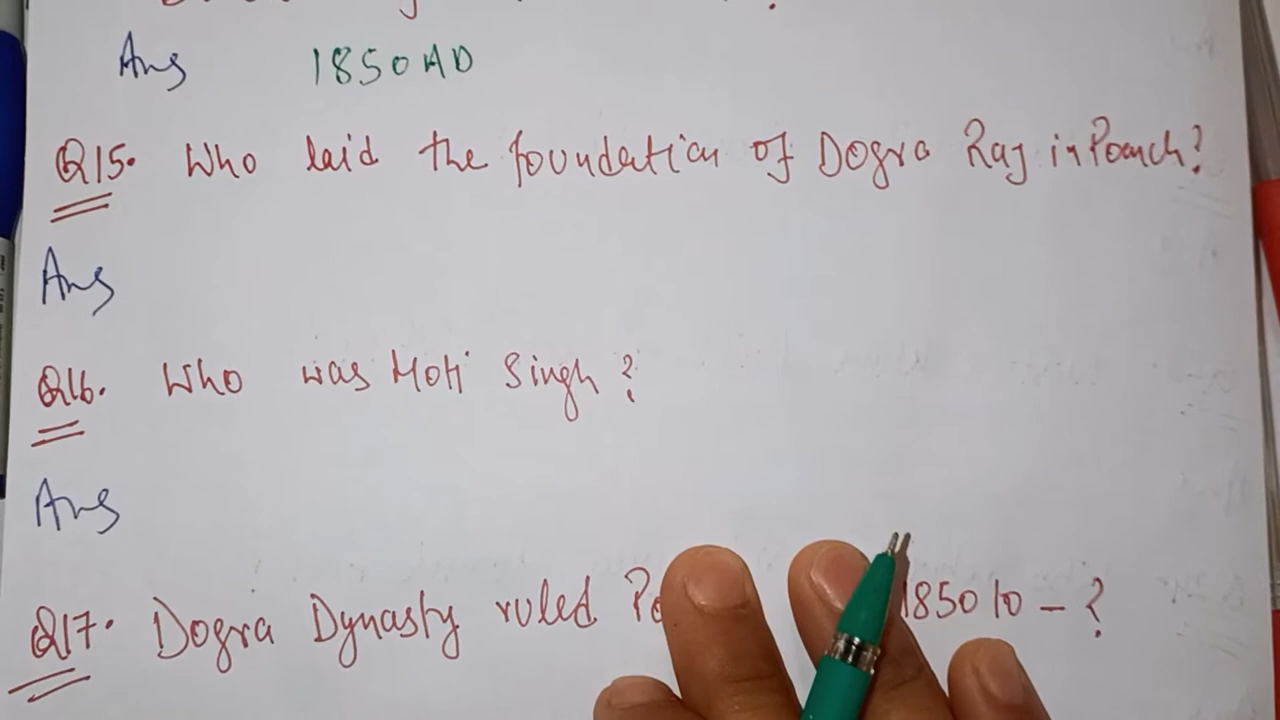 Ans 1850AD
Q15. Who laid the foundation of Dogra Raj in Poonch?
Ans
Q16. Who was Moti Singh?
Ans
Q17. Dogra Dynasty ruled 1850 to - ?